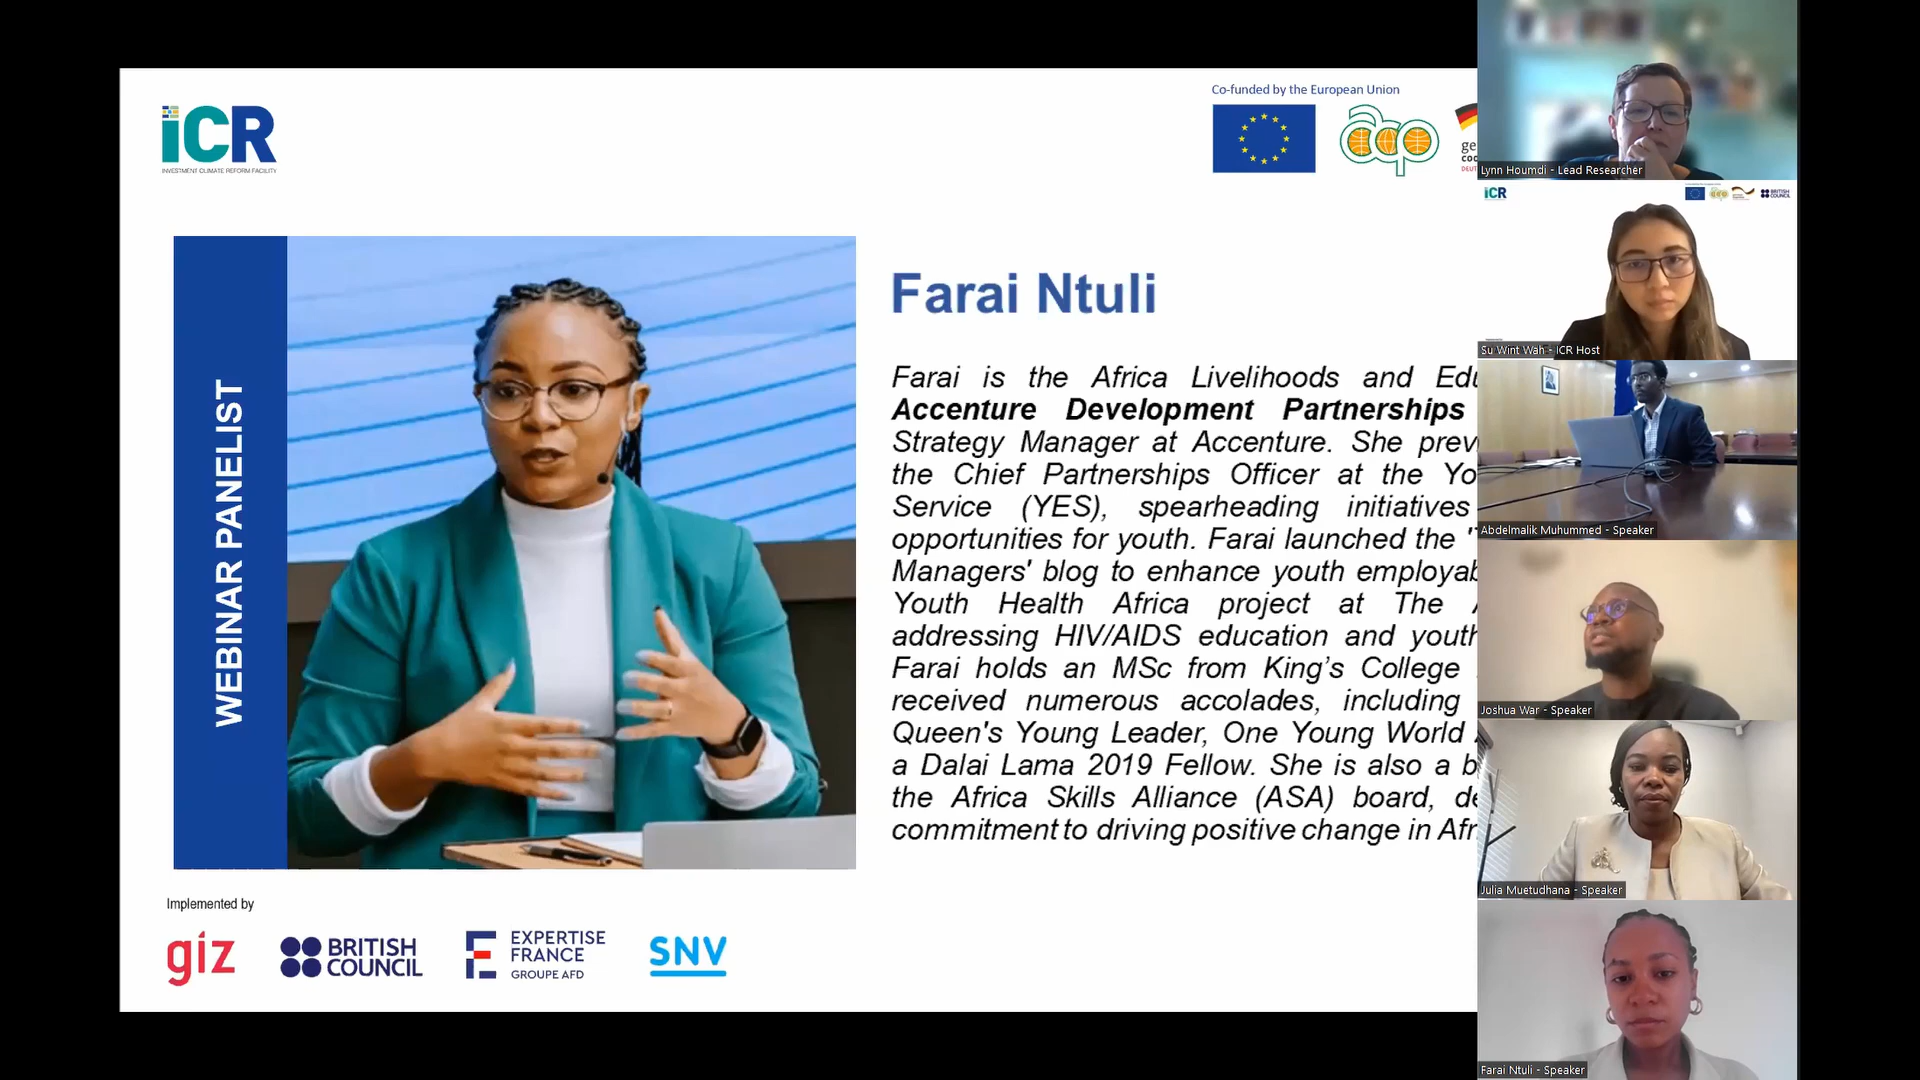 iCR
INVESTMENT CLIMATE REFORM FACILITY
Co-funded by the European Union
acp
WEBINAR PANELIST
Farai Ntuli
Farai is the Africa Livelihoods and Edu
Accenture Development Partnerships
Strategy Manager at Accenture. She prev
the Chief Partnerships Officer at the Yo
Service (YES), spearheading initiatives
opportunities for youth. Farai launched the
Managers' blog to enhance youth employab
Youth Health Africa project at The
addressing HIV/AIDS education and youth
Farai holds an MSc from King’s College
received numerous accolades, including
Queen's Young Leader, One Young World
a Dalai Lama 2019 Fellow. She is also a b
the Africa Skills Alliance (ASA) board, de
commitment to driving positive change in Afr
Implemented by
giz
BRITISH
COUNCIL
EXPERTISE
FRANCE
GROUPE AFD
SNV
Lynn Houmdi - Lead Researcher
iCR
BRITISH
COUNCIL
Su Wint Wah - ICR Host
Abdelmalik Muhummed - Speaker
Joshua War - Speaker
Julia Muetudhana - Speaker
Farai Ntuli - Speaker